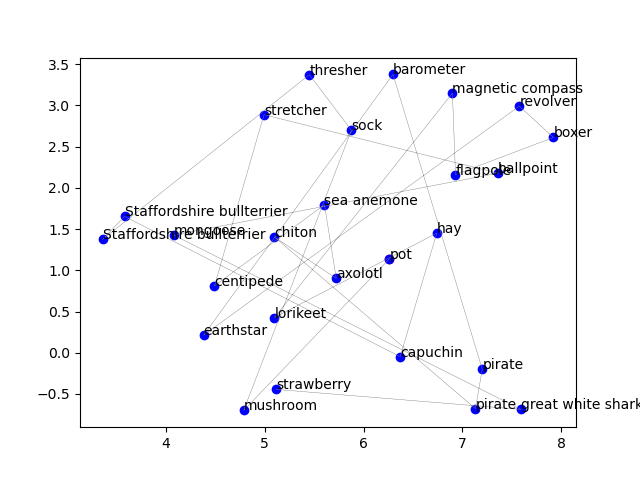 3.5
3.0
2.5
2.0
1.5
1.0
0.5
0.0
−0.5
4
5
6
7
8
thresher
barometer
magnetic compass
revolver
stretcher
sock
boxer
flagpole
ballpoint
Staffordshire bullterrier
sea anemone
mongoose
Staffordshire bullterrier
chiton
hay
pot
axolotl
centipede
lorikeet
earthstar
capuchin
pirate
strawberry
mushroom
pirate
great white shark